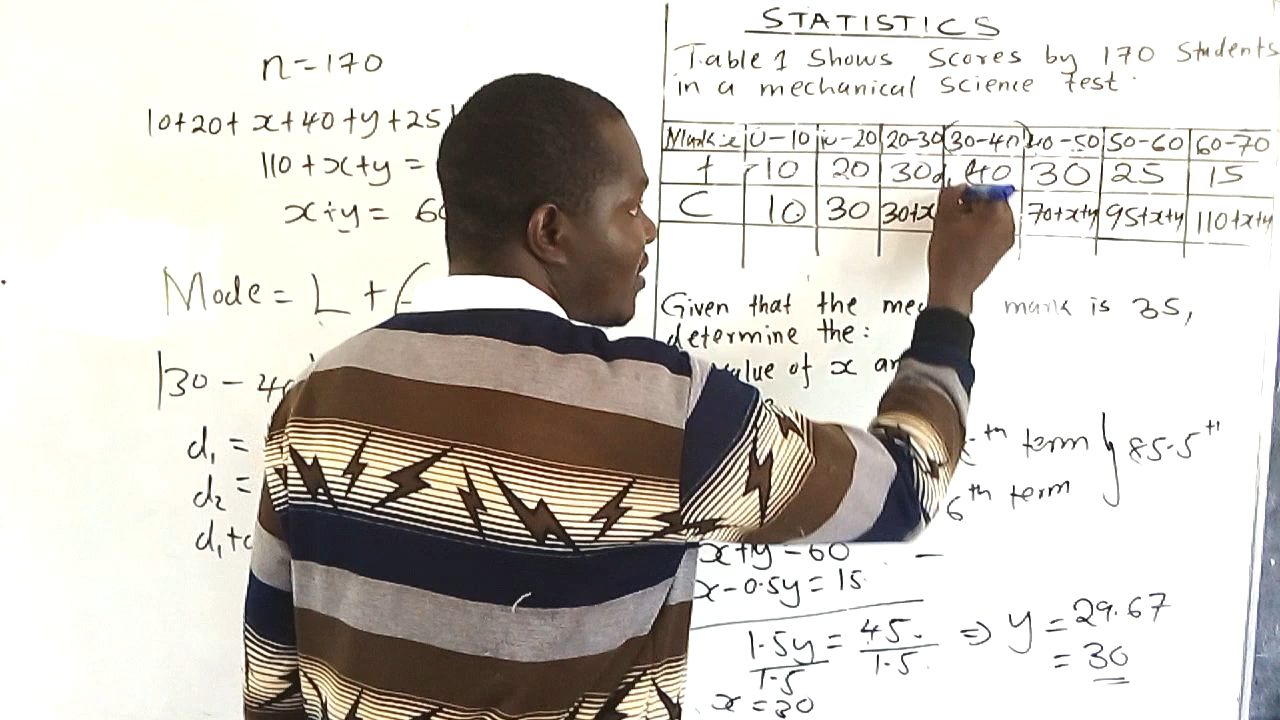 n = 170
10+20+x+40+y+25
110+x+y =
x+y = 60
Mode = L + (
30 - 40
d₁ =
d₂ =
d₁+d
STATISTICS
Table 1 Shows Scores by 170 Students
in a mechanical Science test.
Mark x 0-10 10-20 20-30 (30-40) 40-50 50-60 60-70
f 10 20 30 d₁ 40 30 25 15
C 10 30 30+x 70+x+y 95+x+y 110+x+y
Given that the mark is 35,
determine the:
value of x
th term } 85.5th
6th term
x+y = 60
x-0.5y = 15
1.5y/1.5 = 45/1.5 => y = 29.67
= 30
x = 30